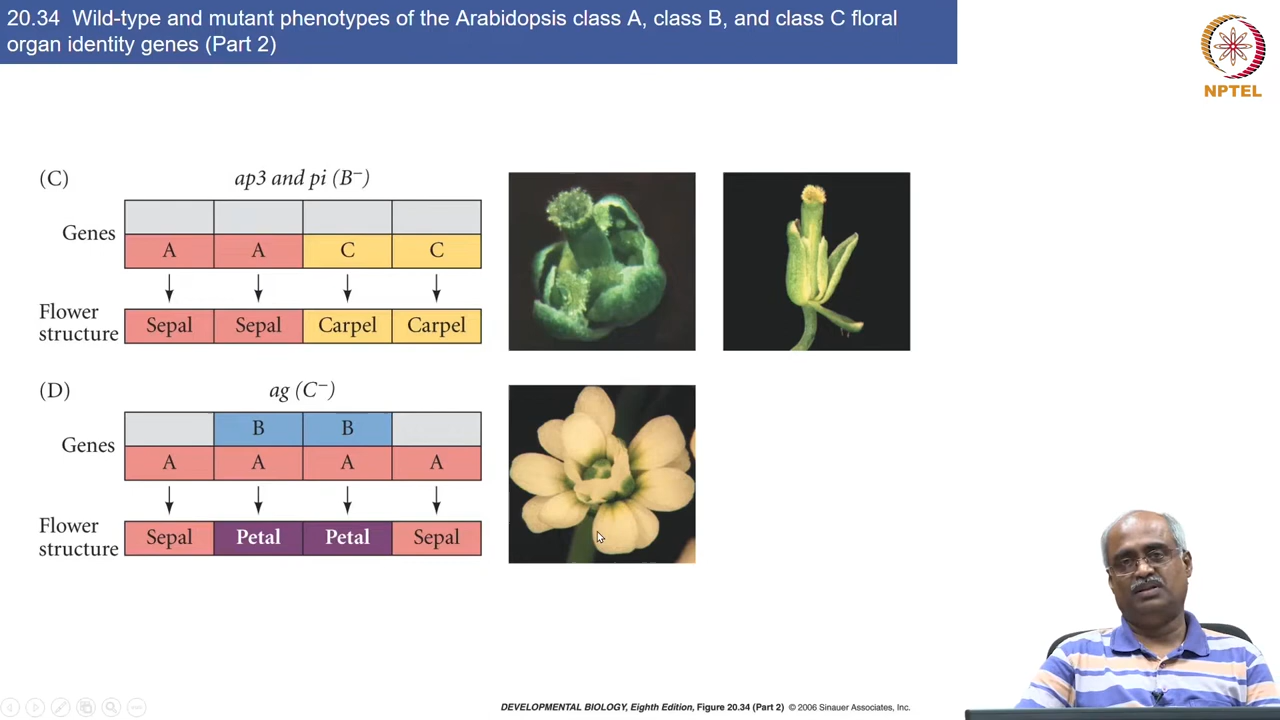 20.34 Wild-type and mutant phenotypes of the Arabidopsis class A, class B, and class C floral
organ identity genes (Part 2)
NPTEL
(C)
ap3 and pi (B⁻)
Genes
A A C C
Flower
structure
Sepal Sepal Carpel Carpel
(D)
ag (C⁻)
B B
Genes
A A A A
Flower
structure
Sepal Petal Petal Sepal
DEVELOPMENTAL BIOLOGY, Eighth Edition, Figure 20.34 (Part 2) © 2006 Sinauer Associates, Inc.